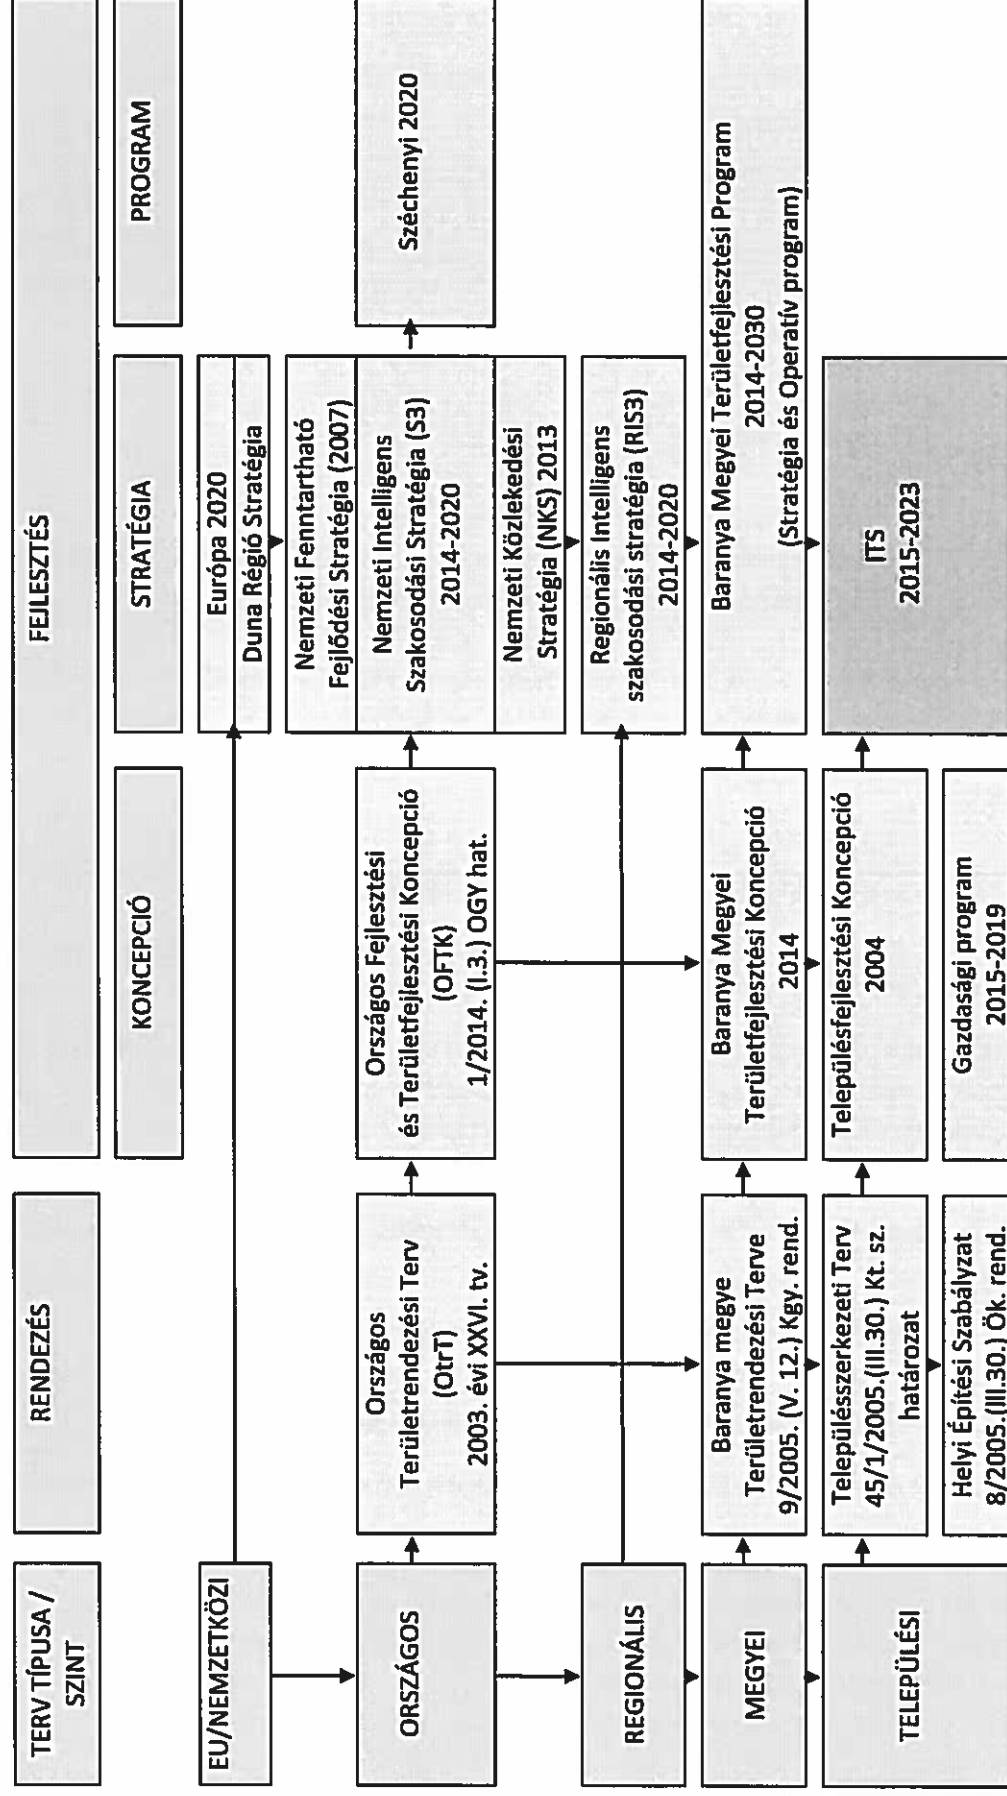 TERV TÍPUSA /
SZINT
RENDEZÉS
FEJLESZTÉS
KONCEPCIÓ
STRATÉGIA
PROGRAM
EU/NEMZETKÖZI
Európa 2020
Duna Régió Stratégia
ORSZÁGOS
Országos
Területrendezési Terv
(OtrT)
2003. évi XXVI. tv.
Országos Fejlesztési
és Területfejlesztési Koncepció
(OFTK)
1/2014. (I.3.) OGY hat.
Nemzeti Fenntartható
Fejlődési Stratégia (2007)
Nemzeti Intelligens
Szakosodási Stratégia (S3)
2014-2020
Nemzeti Közlekedési
Stratégia (NKS) 2013
Széchenyi 2020
REGIONÁLIS
Regionális Intelligens
szakosodási stratégia (RIS3)
2014-2020
MEGYEI
Baranya megye
Területrendezési Terve
9/2005. (V. 12.) Kgy. rend.
Baranya Megyei
Területfejlesztési Koncepció
2014
Baranya Megyei Területfejlesztési Program
2014-2030
(Stratégia és Operatív program)
TELEPÜLÉSI
Településszerkezeti Terv
45/1/2005.(III.30.) Kt. sz.
határozat
Településfejlesztési Koncepció
2004
ITS
2015-2023
Helyi Építési Szabályzat
8/2005.(III.30.) Ök. rend.
Gazdasági program
2015-2019